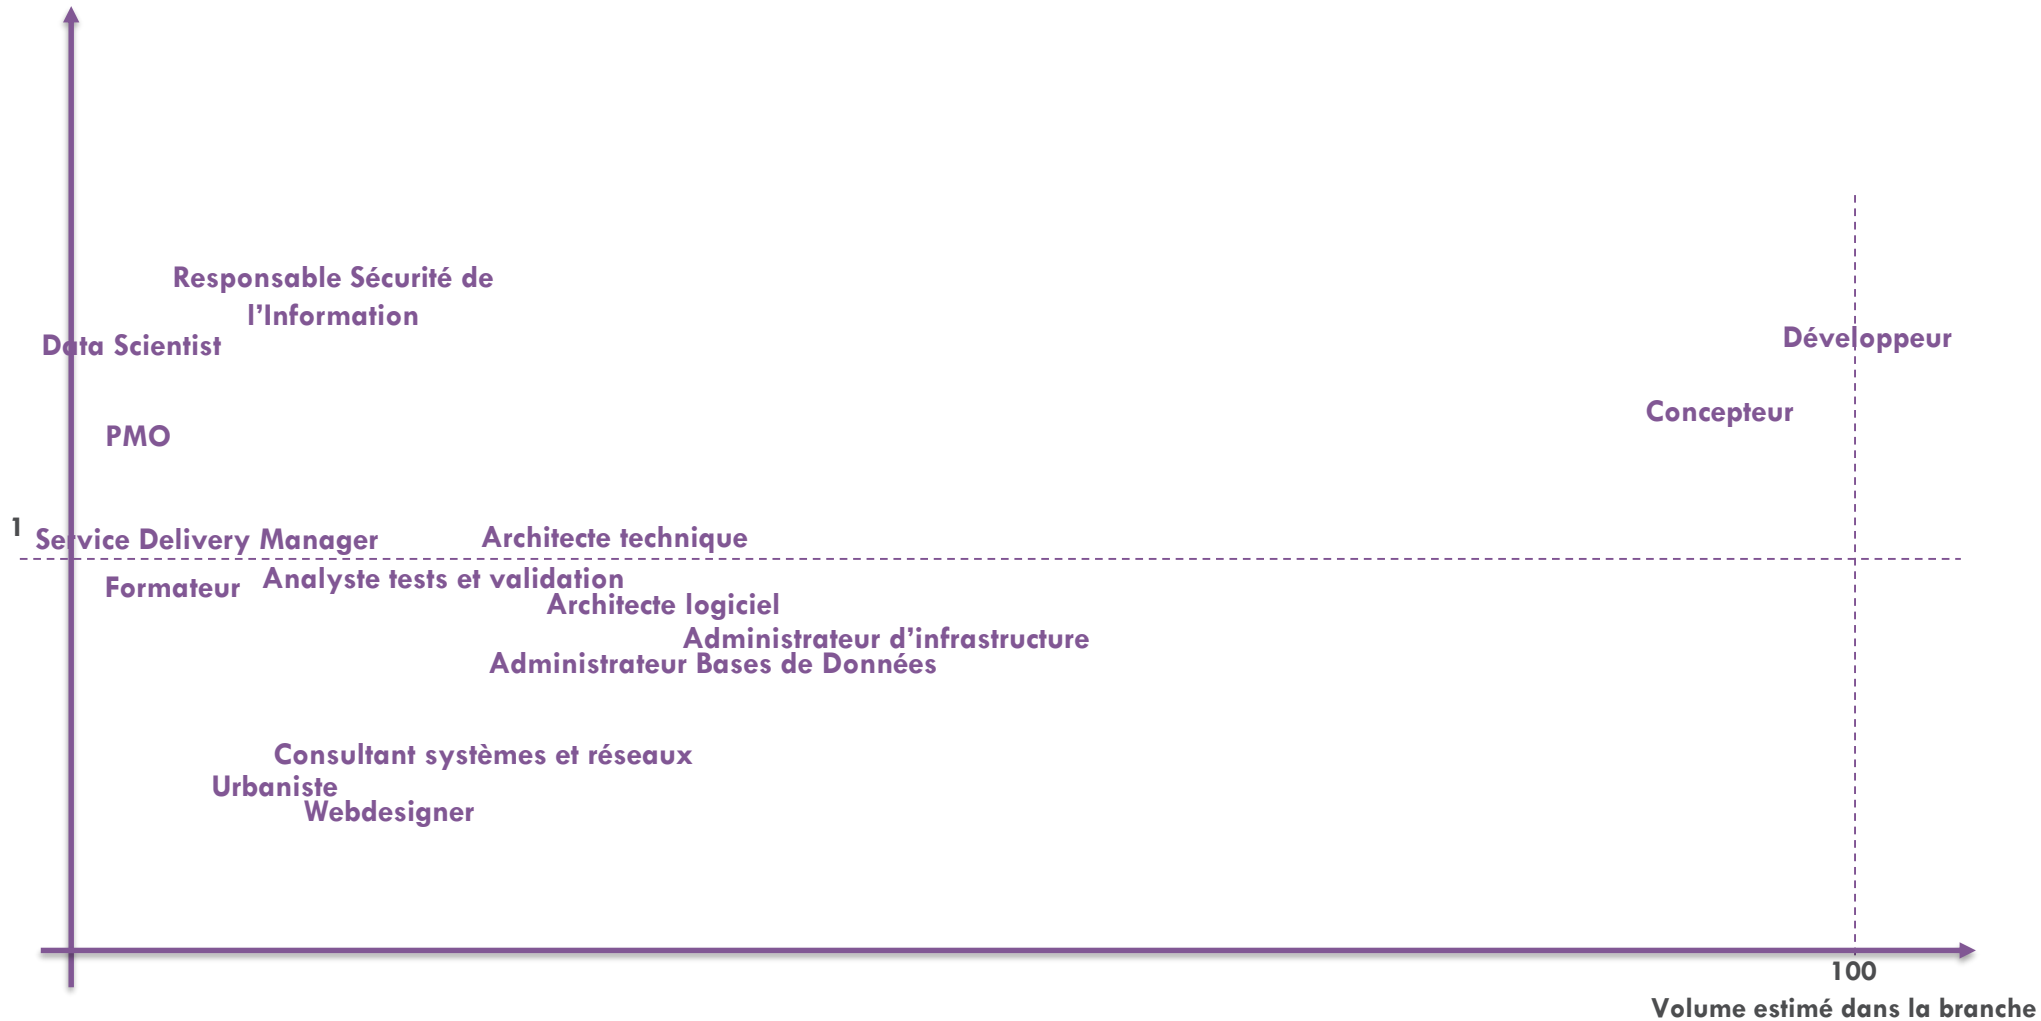 Responsable Sécurité de
l’Information
Data Scientist
Développeur
Concepteur
PMO
1
Service Delivery Manager
Architecte technique
Formateur
Analyste tests et validation
Architecte logiciel
Administrateur d’infrastructure
Administrateur Bases de Données
Consultant systèmes et réseaux
Urbaniste
Webdesigner
100
Volume estimé dans la branche